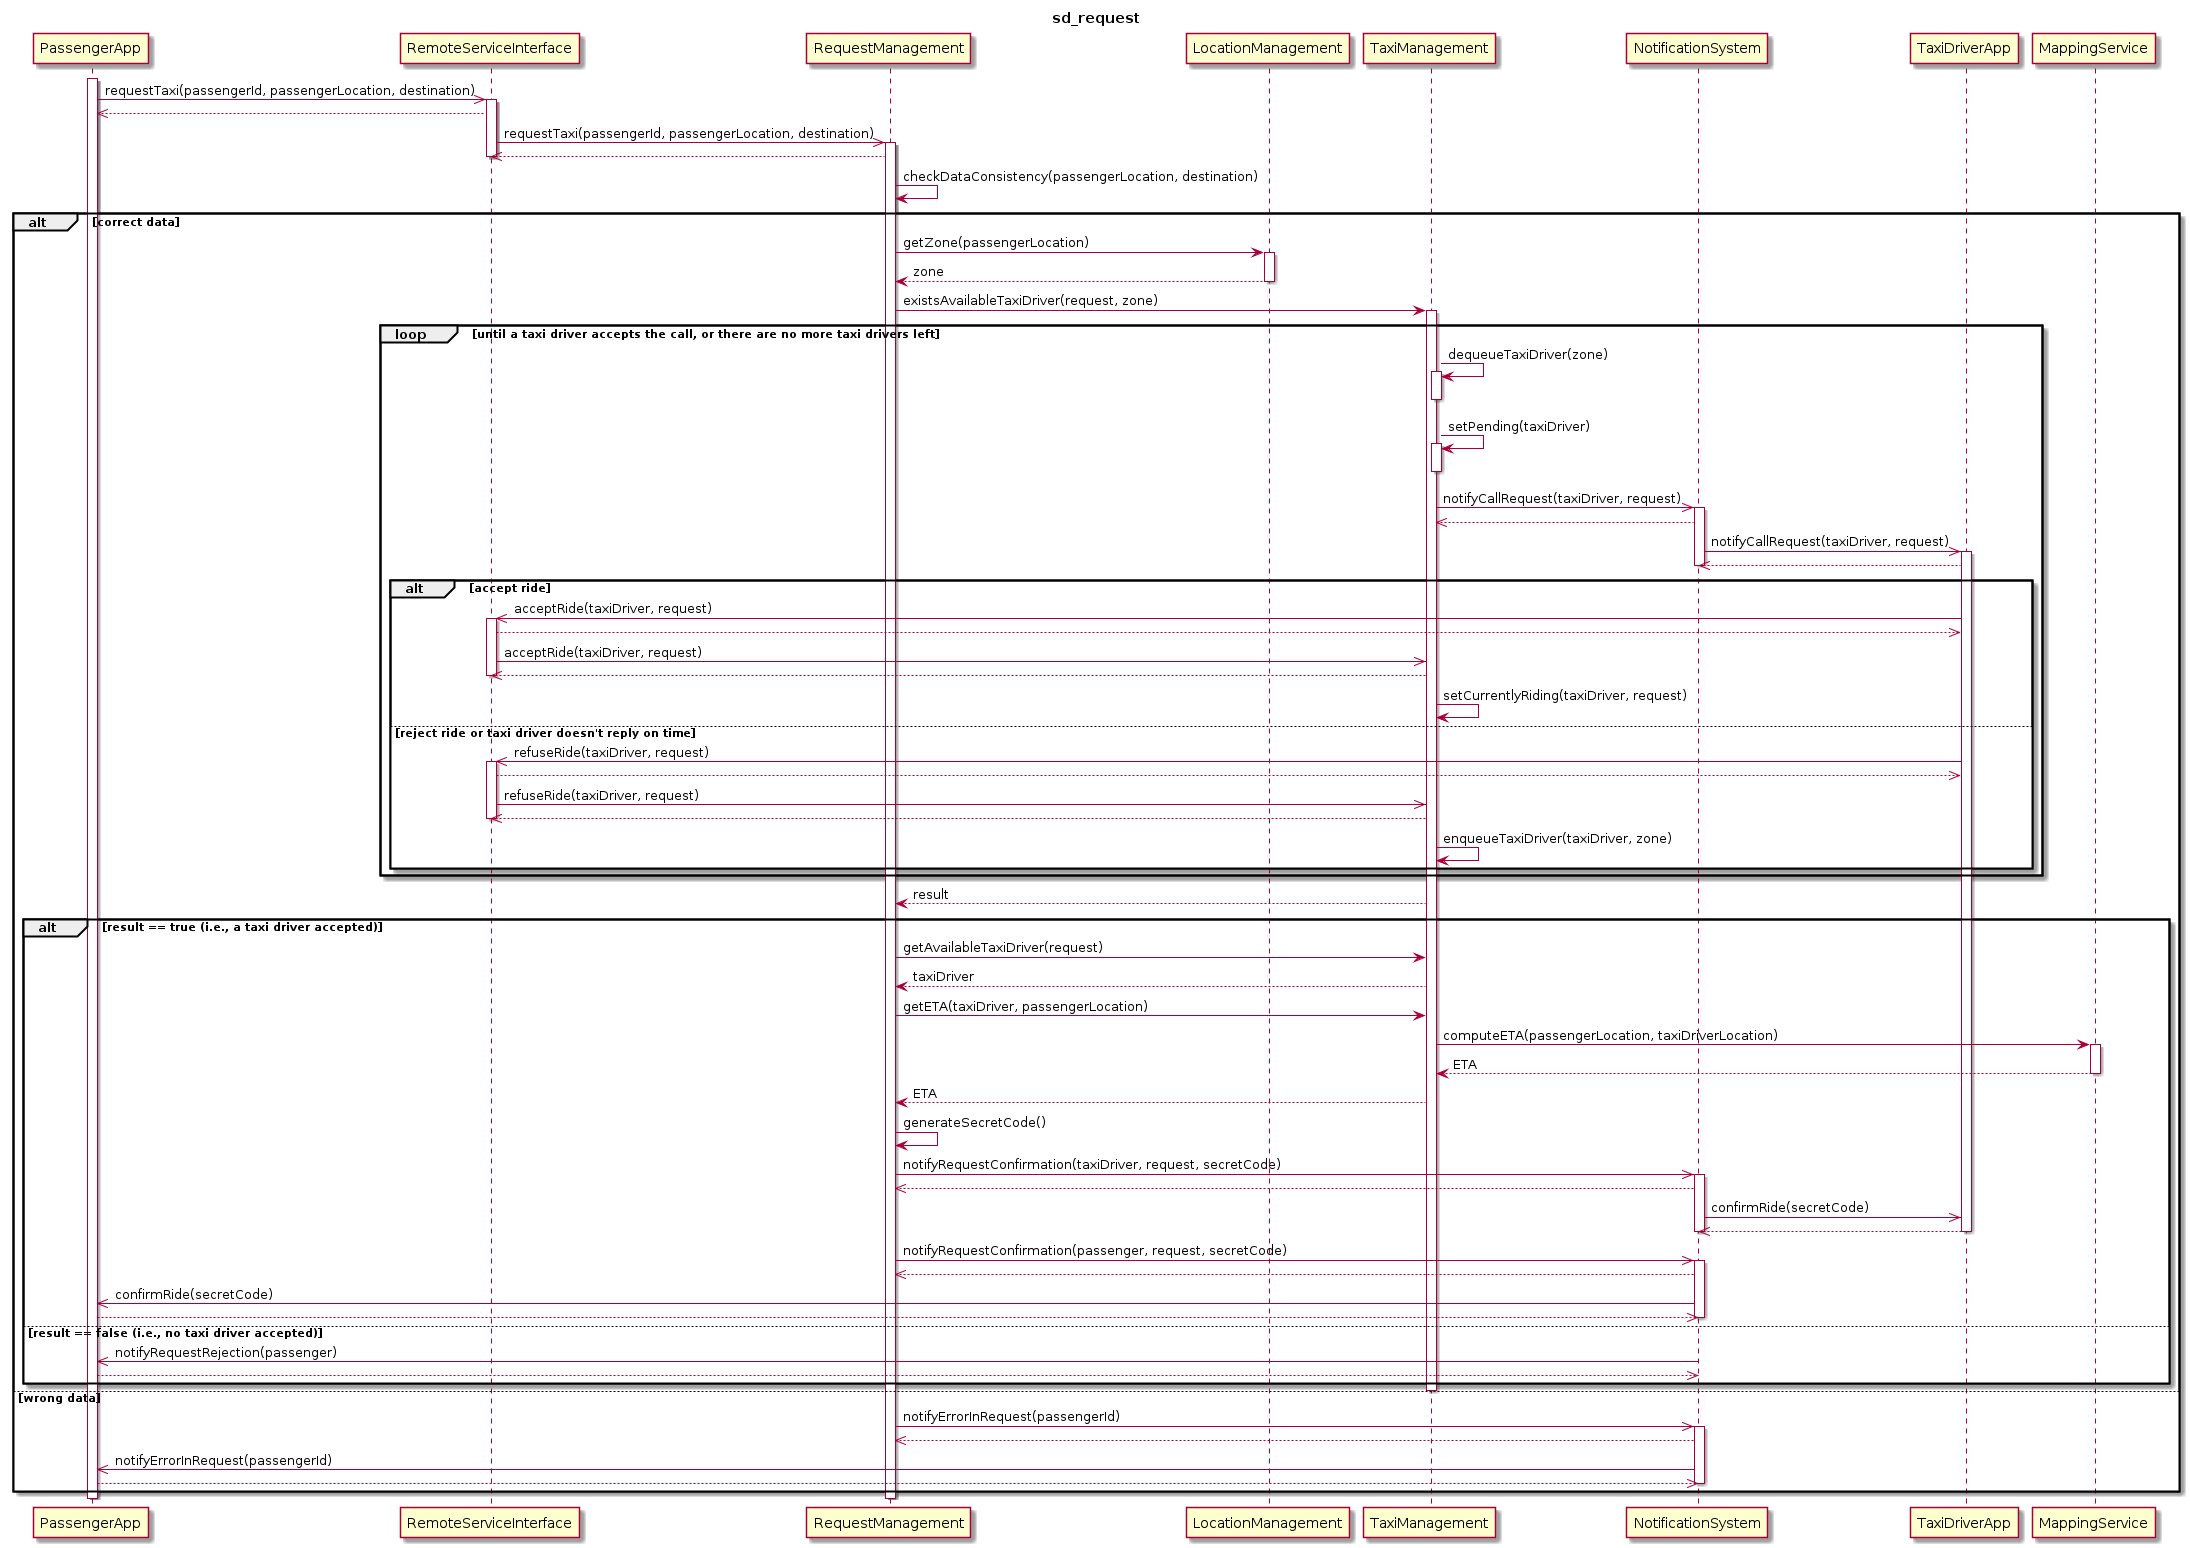 sd_request
PassengerApp RemoteServiceInterface RequestManagement LocationManagement TaxiManagement NotificationSystem TaxiDriverApp MappingService
requestTaxi(passengerId, passengerLocation, destination)
requestTaxi(passengerId, passengerLocation, destination)
checkDataConsistency(passengerLocation, destination)
alt [correct data]
getZone(passengerLocation)
zone
existsAvailableTaxiDriver(request, zone)
loop [until a taxi driver accepts the call, or there are no more taxi drivers left]
dequeueTaxiDriver(zone)
setPending(taxiDriver)
notifyCallRequest(taxiDriver, request)
notifyCallRequest(taxiDriver, request)
alt [accept ride]
acceptRide(taxiDriver, request)
acceptRide(taxiDriver, request)
setCurrentlyRiding(taxiDriver, request)
[reject ride or taxi driver doesn't reply on time]
refuseRide(taxiDriver, request)
refuseRide(taxiDriver, request)
enqueueTaxiDriver(taxiDriver, zone)
result
alt [result == true (i.e., a taxi driver accepted)]
getAvailableTaxiDriver(request)
taxiDriver
getETA(taxiDriver, passengerLocation)
computeETA(passengerLocation, taxiDriverLocation)
ETA
ETA
generateSecretCode()
notifyRequestConfirmation(taxiDriver, request, secretCode)
confirmRide(secretCode)
notifyRequestConfirmation(passenger, request, secretCode)
confirmRide(secretCode)
[result == false (i.e., no taxi driver accepted)]
notifyRequestRejection(passenger)
[wrong data]
notifyErrorInRequest(passengerId)
notifyErrorInRequest(passengerId)
PassengerApp RemoteServiceInterface RequestManagement LocationManagement TaxiManagement NotificationSystem TaxiDriverApp MappingService